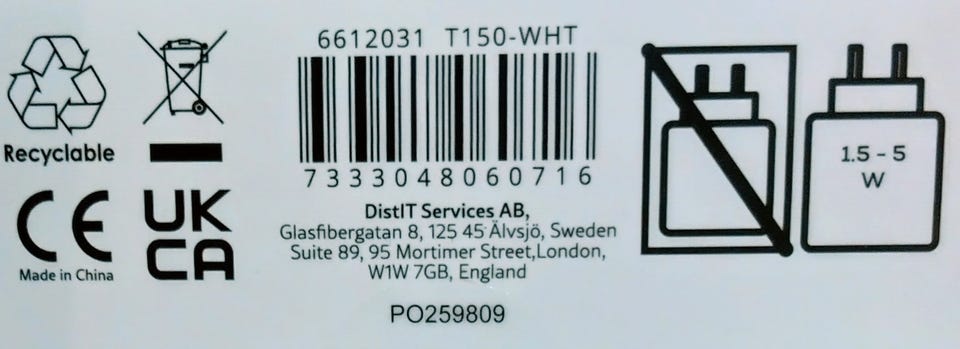 Recyclable
CE
Made in China
UK
CA
6612031 T150-WHT
7333048060716
DistIT Services AB,
Glasfibergatan 8, 125 45 Älvsjö, Sweden
Suite 89, 95 Mortimer Street,London,
W1W 7GB, England
PO259809
1.5 - 5
W